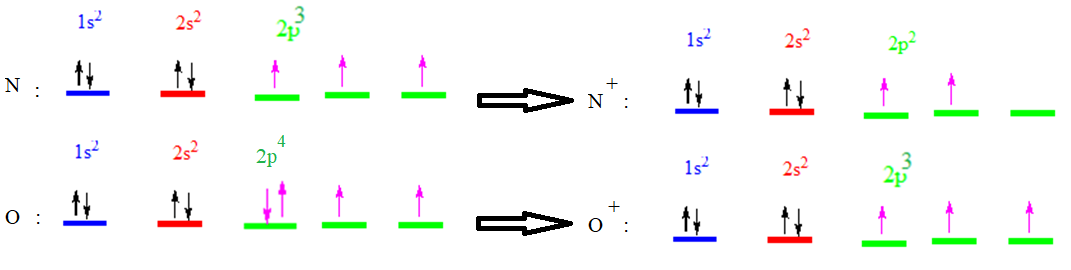 1s² 2s² 2p³
N : 
1s² 2s² 2p²
N⁺ :
1s² 2s² 2p⁴
O :
1s² 2s² 2p³
O⁺ :